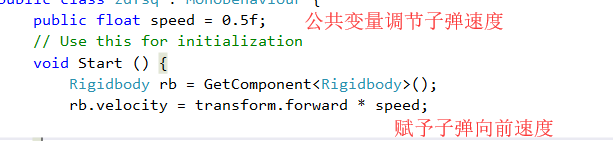 public class zdfsq : MonoBehaviour {
public float speed = 0.5f; 公共变量调节子弹速度
// Use this for initialization
void Start () {
Rigidbody rb = GetComponent<Rigidbody>();
rb.velocity = transform.forward * speed;
赋予子弹向前速度